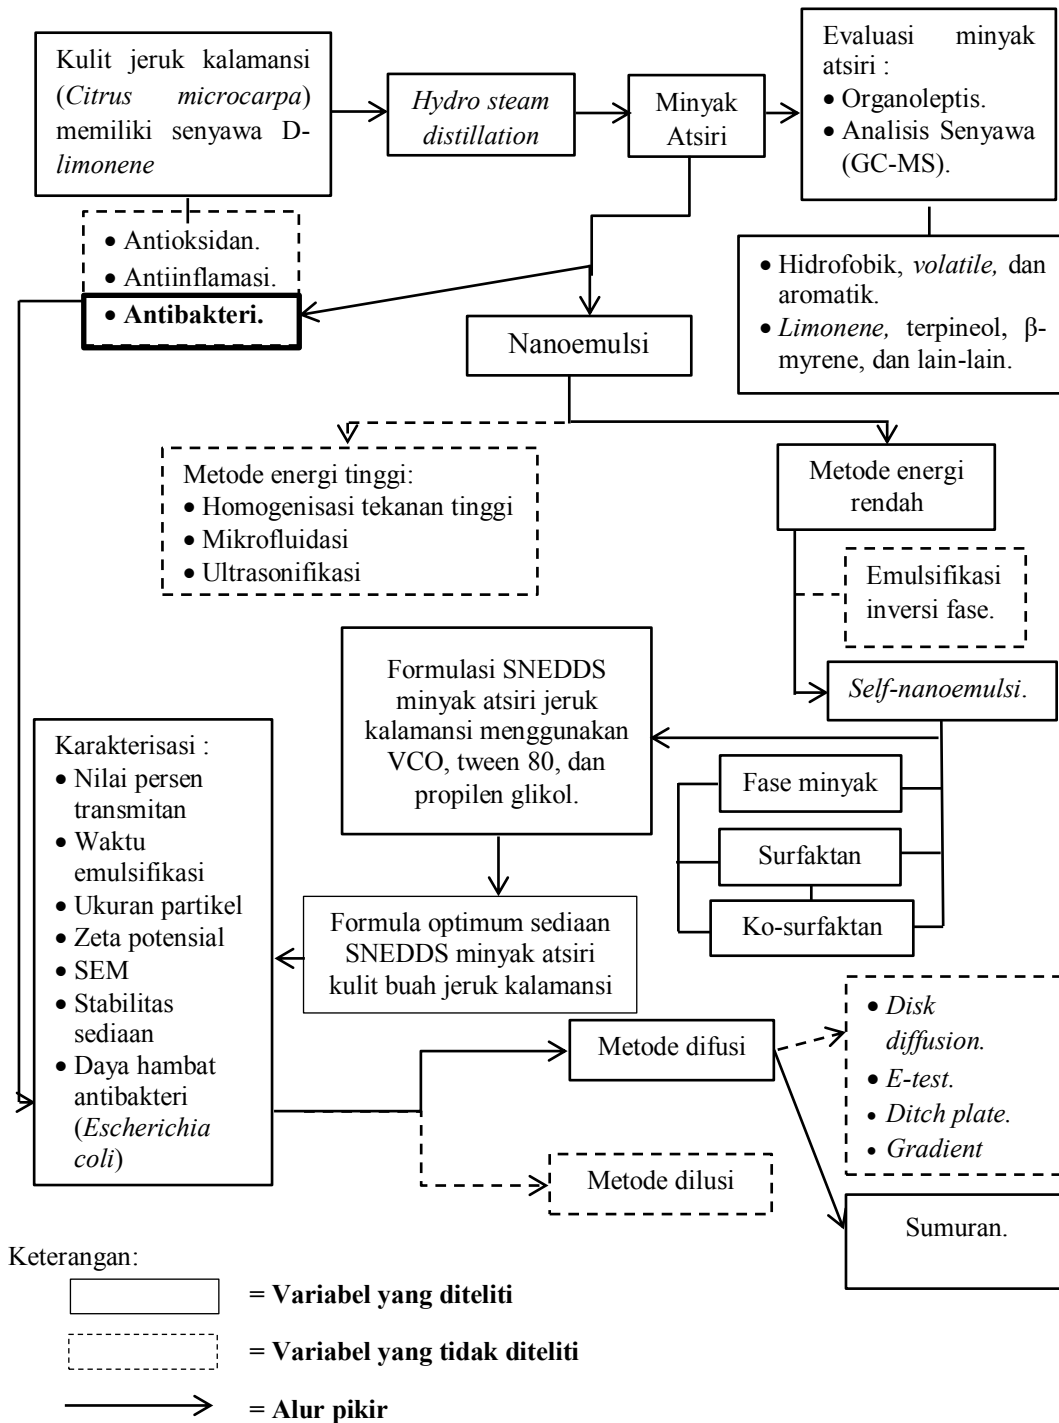 Kulit jeruk kalamansi
(Citrus microcarpa)
memiliki senyawa D-
limonene
Hydro steam
distillation
Minyak
Atsiri
Evaluasi minyak
atsiri :
• Organoleptis.
• Analisis Senyawa
(GC-MS).
• Antioksidan.
• Antiinflamasi.
• Antibakteri.
• Hidrofobik, volatile, dan
aromatik.
• Limonene, terpineol, β-
myrene, dan lain-lain.
Nanoemulsi
Metode energi tinggi:
• Homogenisasi tekanan tinggi
• Mikrofluidasi
• Ultrasonifikasi
Metode energi
rendah
Emulsifikasi
inversi fase.
Self-nanoemulsi.
Formulasi SNEDDS
minyak atsiri jeruk
kalamansi menggunakan
VCO, tween 80, dan
propilen glikol.
Fase minyak
Surfaktan
Ko-surfaktan
Formula optimum sediaan
SNEDDS minyak atsiri
kulit buah jeruk kalamansi
Karakterisasi :
• Nilai persen
transmitan
• Waktu
emulsifikasi
• Ukuran partikel
• Zeta potensial
• SEM
• Stabilitas
sediaan
• Daya hambat
antibakteri
(Escherichia
coli)
Metode difusi
Metode dilusi
• Disk
diffusion.
• E-test.
• Ditch plate.
• Gradient
Sumuran.
Keterangan:
= Variabel yang diteliti
= Variabel yang tidak diteliti
= Alur pikir